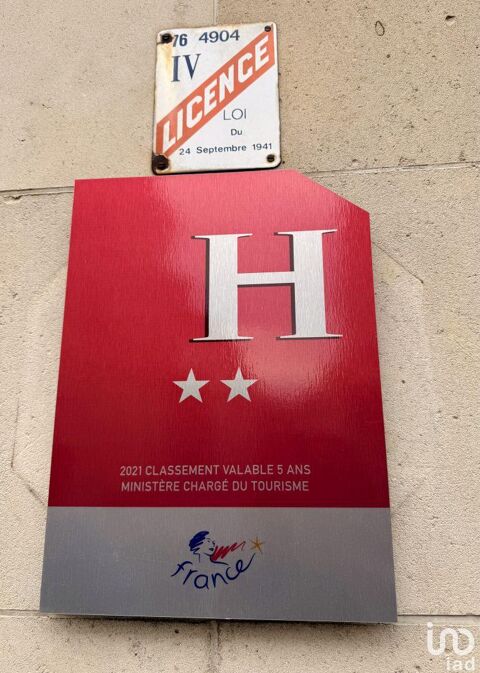 76 4904
IV
LICENCE
LOI
Du
24 Septembre 1941
H
2021 CLASSEMENT VALABLE 5 ANS
MINISTÈRE CHARGÉ DU TOURISME
france
ino
iad